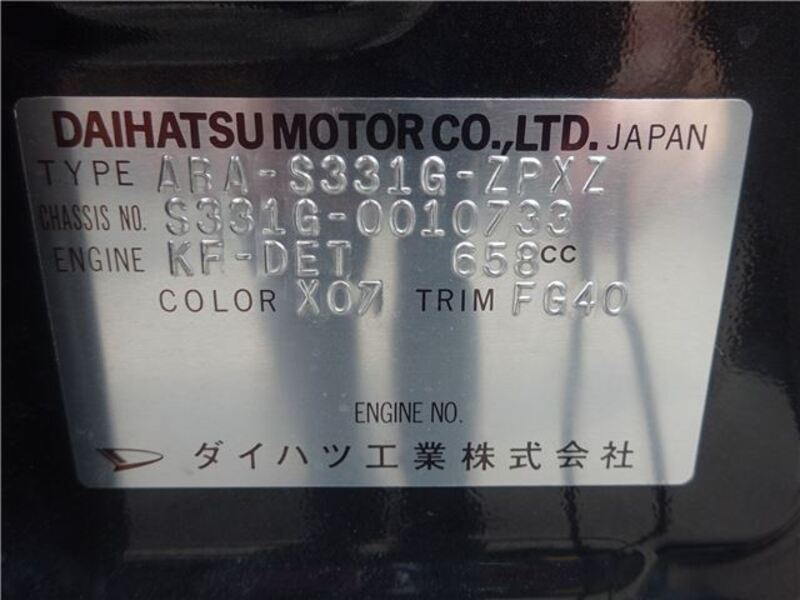 DAIHATSU MOTOR CO.,LTD. JAPAN
TYPE ABA-S331G-ZPXZ
CHASSIS NO. S331G-0010733
ENGINE KF-DET 658CC
COLOR X07 TRIM FG40
ENGINE NO.
ダイハツ工業株式会社